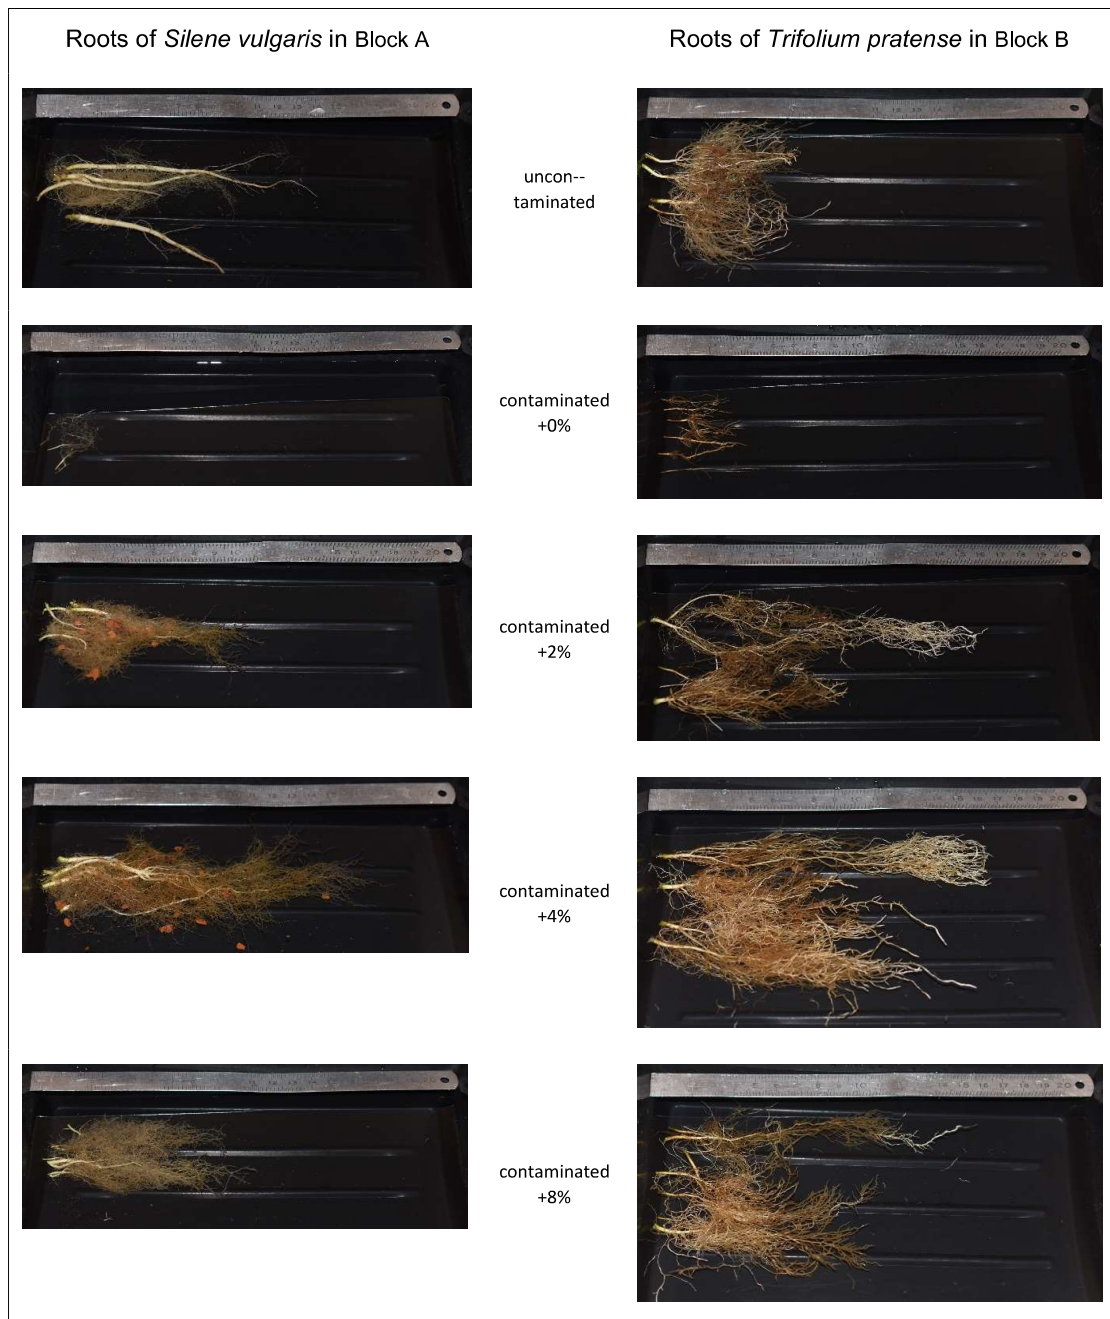 Roots of Silene vulgaris in Block A
Roots of Trifolium pratense in Block B
uncon--
taminated
contaminated
+0%
contaminated
+2%
contaminated
+4%
contaminated
+8%